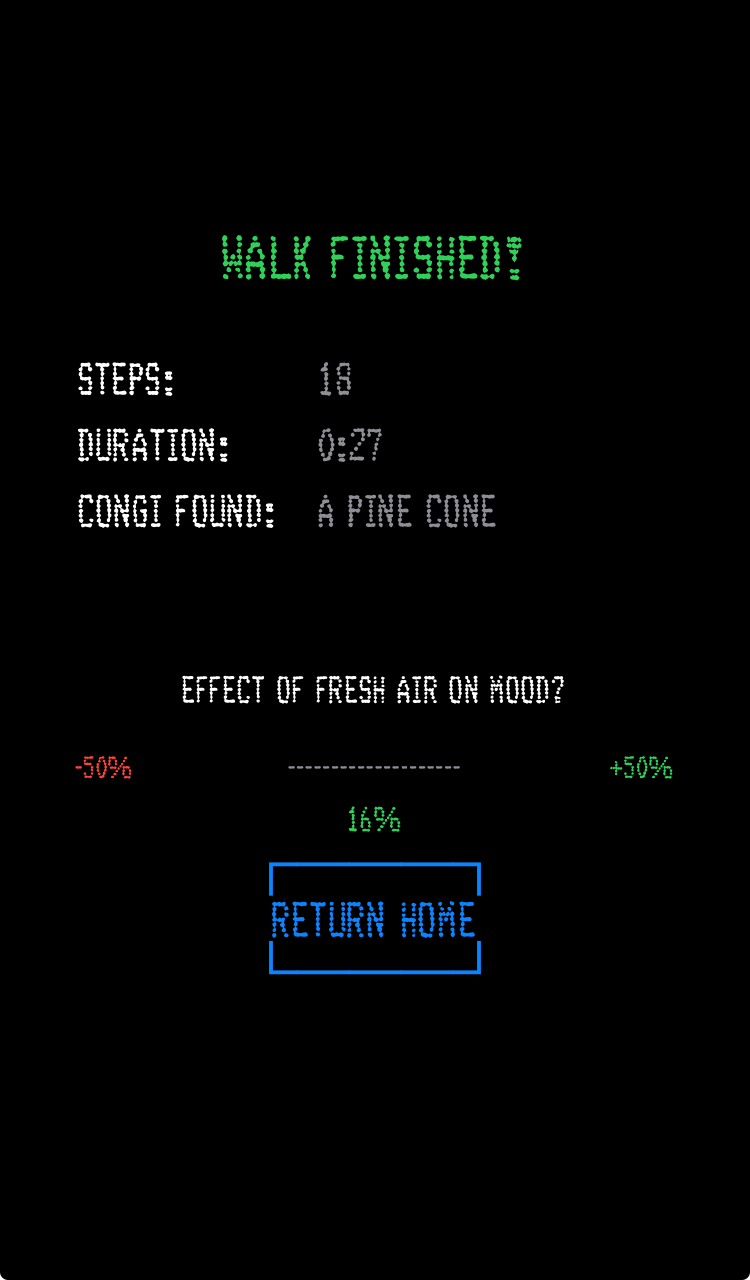 WALK FINISHED!
STEPS: 18
DURATION: 0:27
CONGI FOUND: A PINE CONE
EFFECT OF FRESH AIR ON MOOD?
-50% -------------------- +50%
16%
RETURN HOME